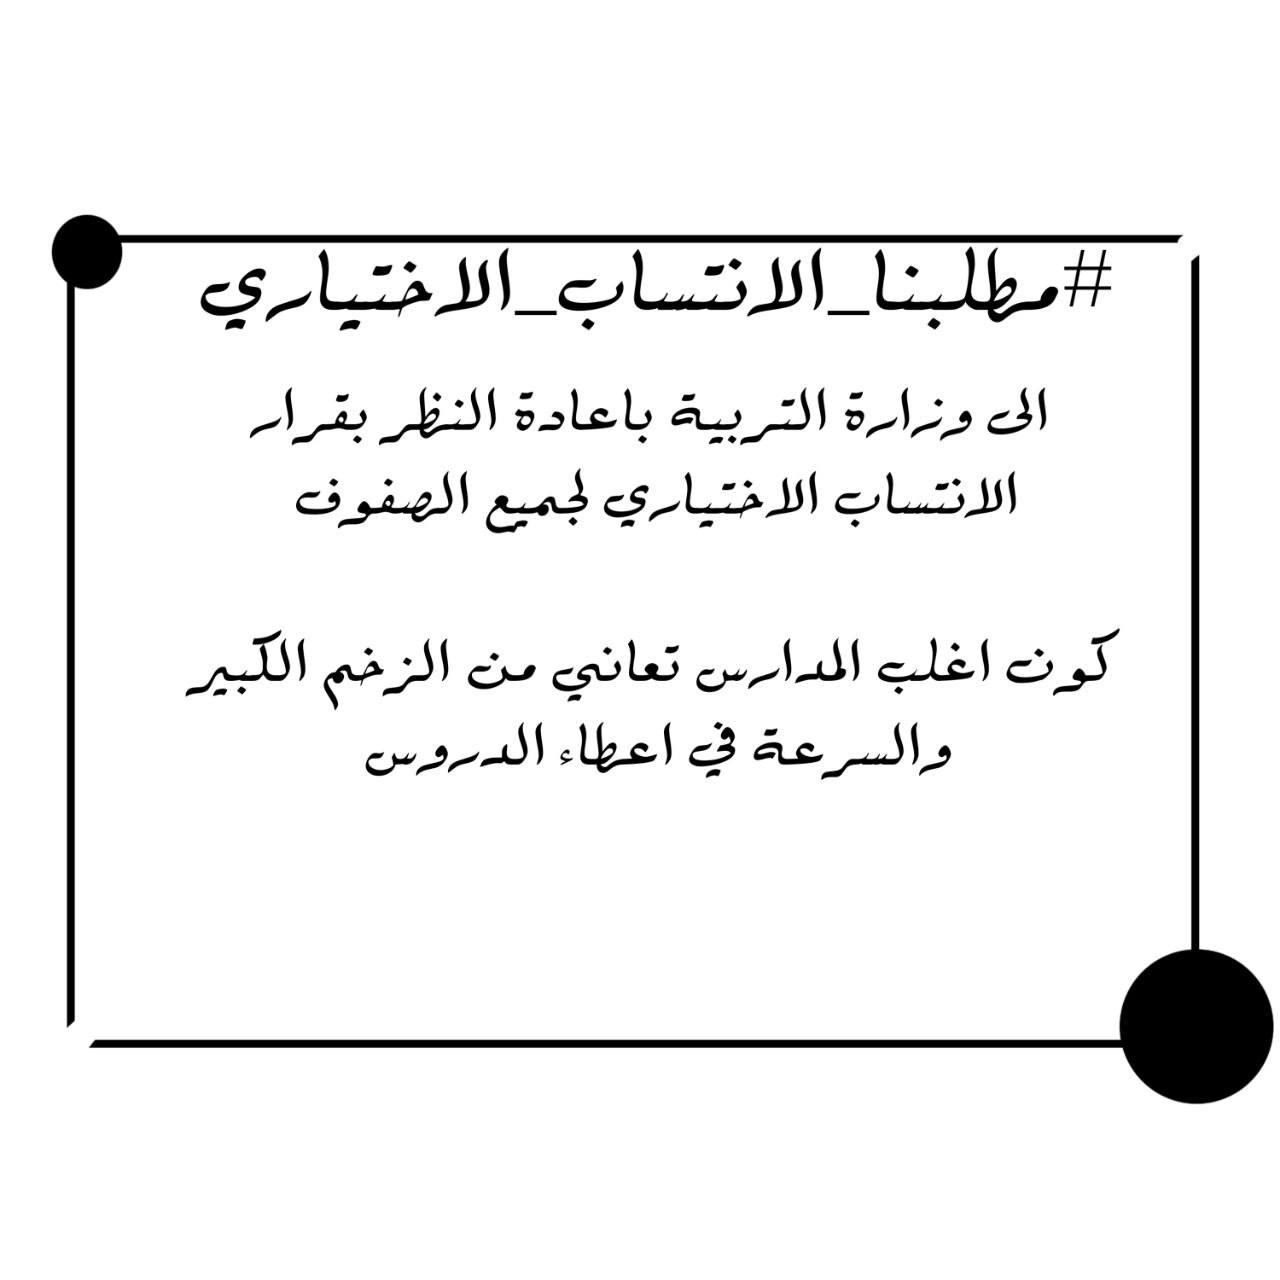 #مطلبنا_الانتساب_الاختياري
الى وزارة التربية باعادة النظر بقرار
الانتساب الاختياري لجميع الصفوف
كون اغلب المدارس تعاني من الزخم الكبير
والسرعة في اعطاء الدروس